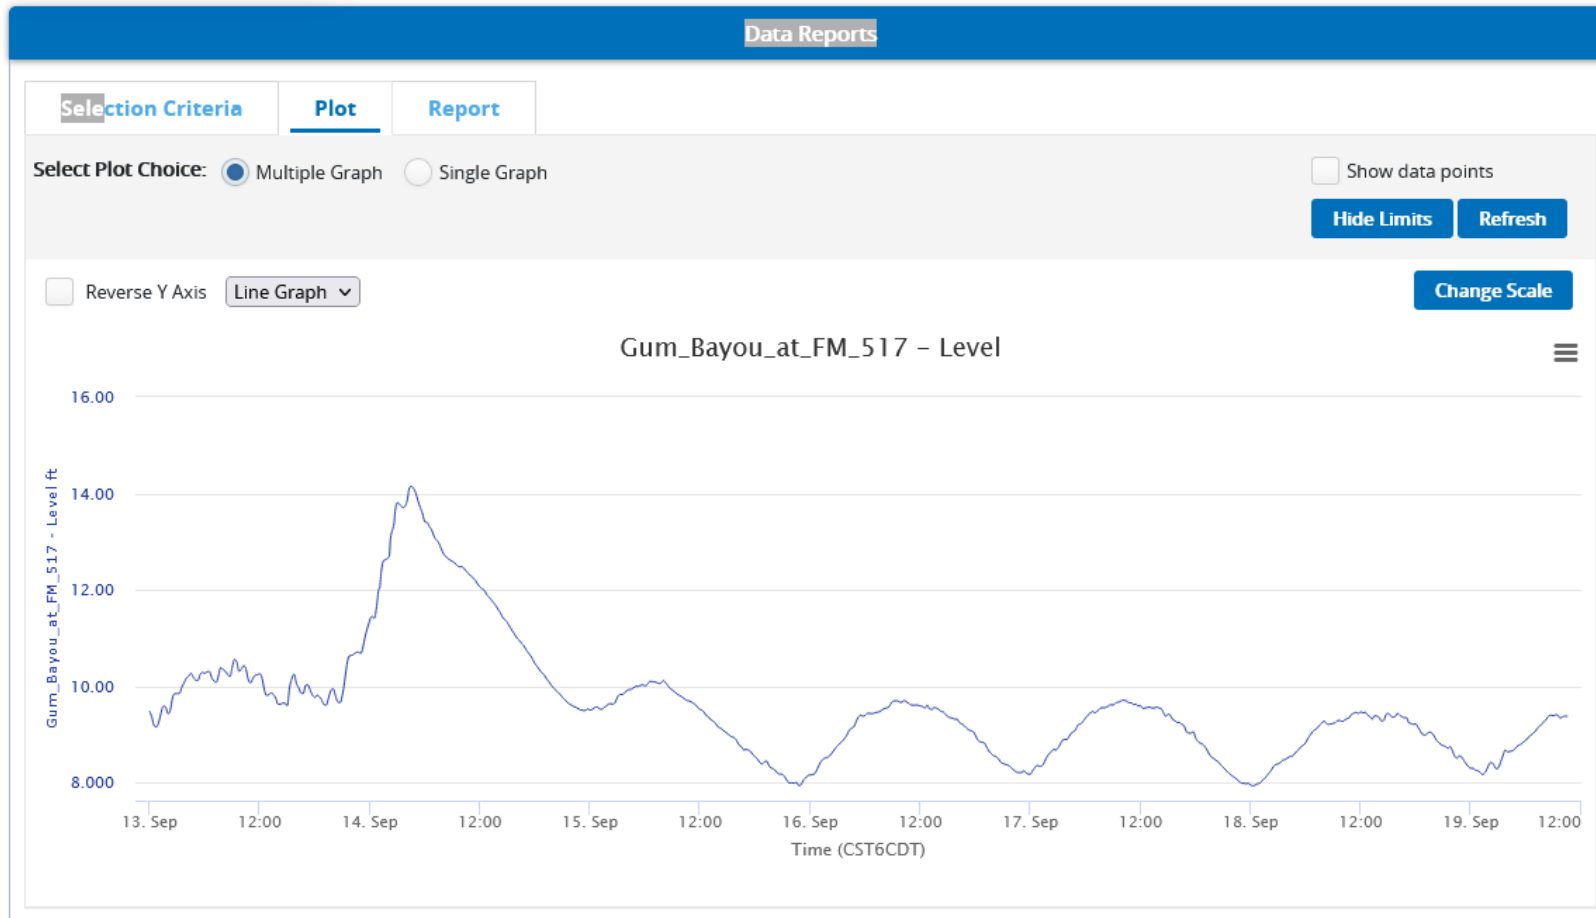 Data Reports
Selection Criteria Plot Report
Select Plot Choice: Multiple Graph Single Graph Show data points
Hide Limits Refresh
Reverse Y Axis Line Graph Change Scale
Gum_Bayou_at_FM_517 – Level
16.00
14.00
12.00
10.00
8.000
Gum_Bayou_at_FM_517 - Level ft
13. Sep 12:00 14. Sep 12:00 15. Sep 12:00 16. Sep 12:00 17. Sep 12:00 18. Sep 12:00 19. Sep 12:00
Time (CST6CDT)